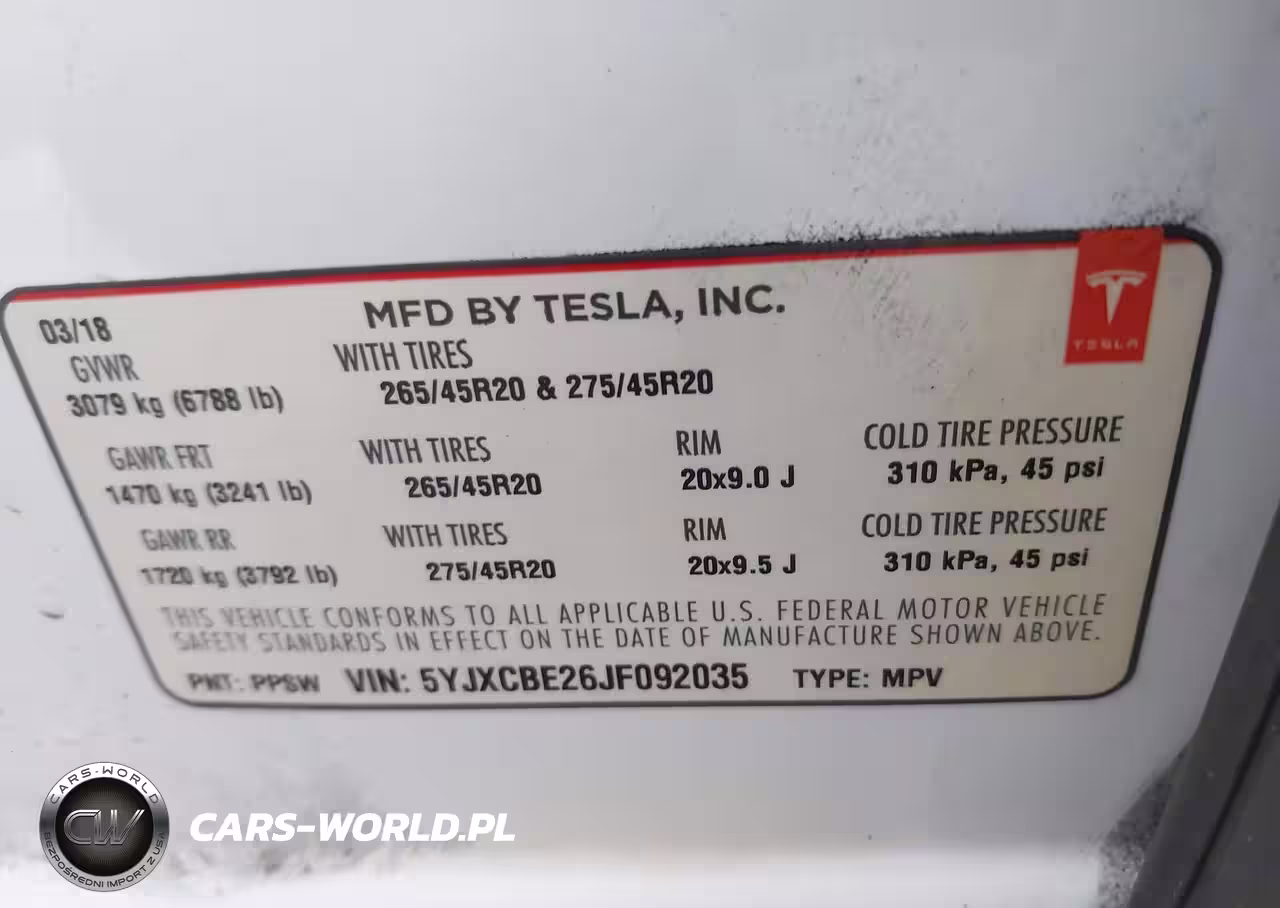 MFD BY TESLA, INC.
TESLA
03/18
GVWR WITH TIRES
3079 kg (6788 lb) 265/45R20 & 275/45R20
GAWR FRT WITH TIRES RIM COLD TIRE PRESSURE
1470 kg (3241 lb) 265/45R20 20x9.0 J 310 kPa, 45 psi
GAWR RR WITH TIRES RIM COLD TIRE PRESSURE
1720 kg (3792 lb) 275/45R20 20x9.5 J 310 kPa, 45 psi
THIS VEHICLE CONFORMS TO ALL APPLICABLE U.S. FEDERAL MOTOR VEHICLE
SAFETY STANDARDS IN EFFECT ON THE DATE OF MANUFACTURE SHOWN ABOVE.
PMT: PPSW VIN: 5YJXCBE26JF092035 TYPE: MPV
CARS-WORLD
CW
BEZPOŚREDNI IMPORT Z USA
CARS-WORLD.PL